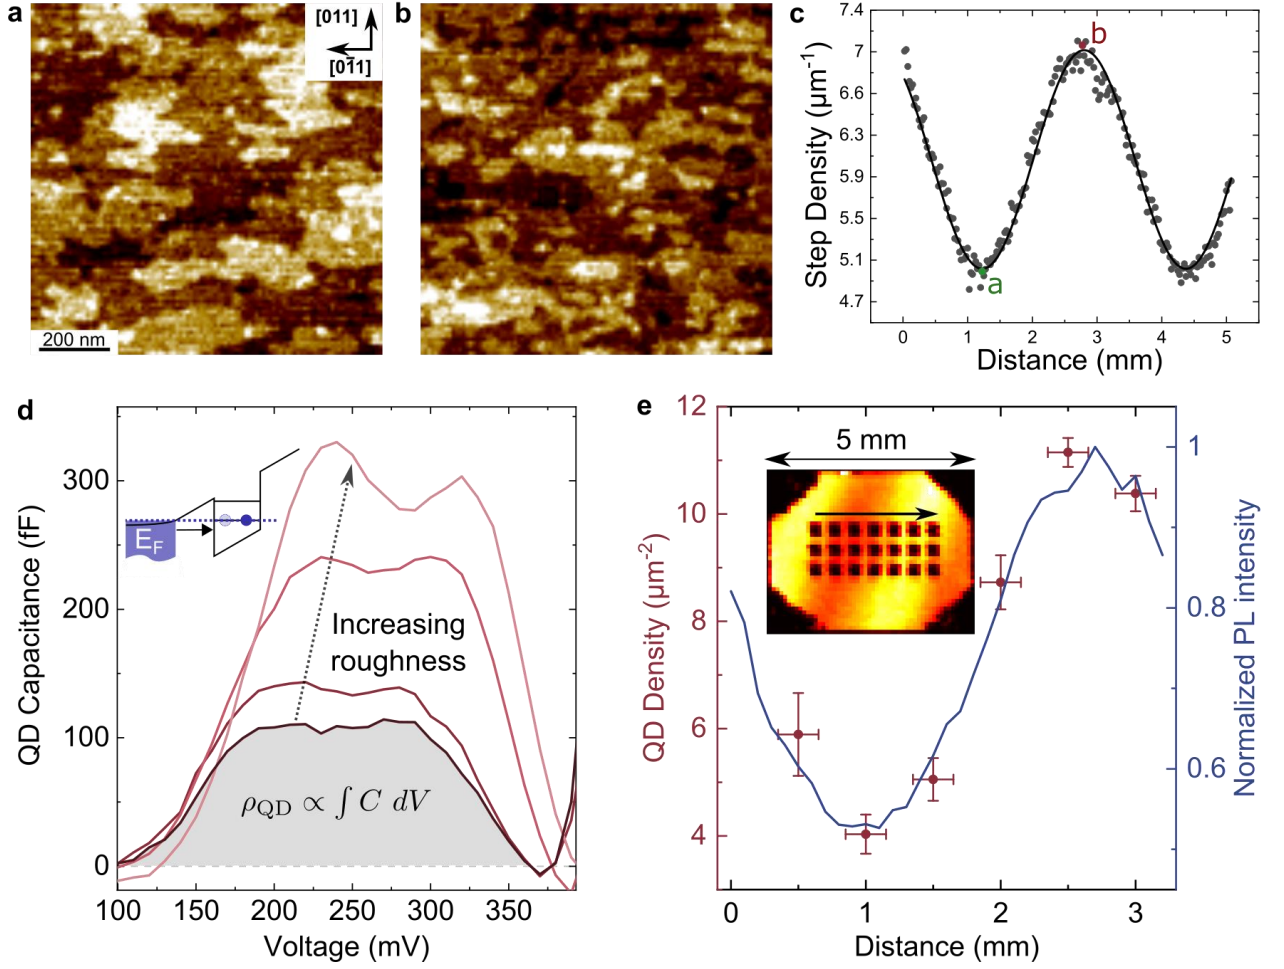 a
[011]
[01̄1]
200 nm
b
c
Step Density (µm⁻¹)
7.4
7
6.6
6.3
5.9
5.5
5.1
4.7
b
a
0 1 2 3 4 5
Distance (mm)
d
QD Capacitance (fF)
300
200
100
0
E_F
Increasing
roughness
ρ_QD ∝ ∫ C dV
100 150 200 250 300 350
Voltage (mV)
e
QD Density (µm⁻²)
12
10
8
6
4
5 mm
1
0.8
0.6
Normalized PL intensity
0 1 2 3
Distance (mm)